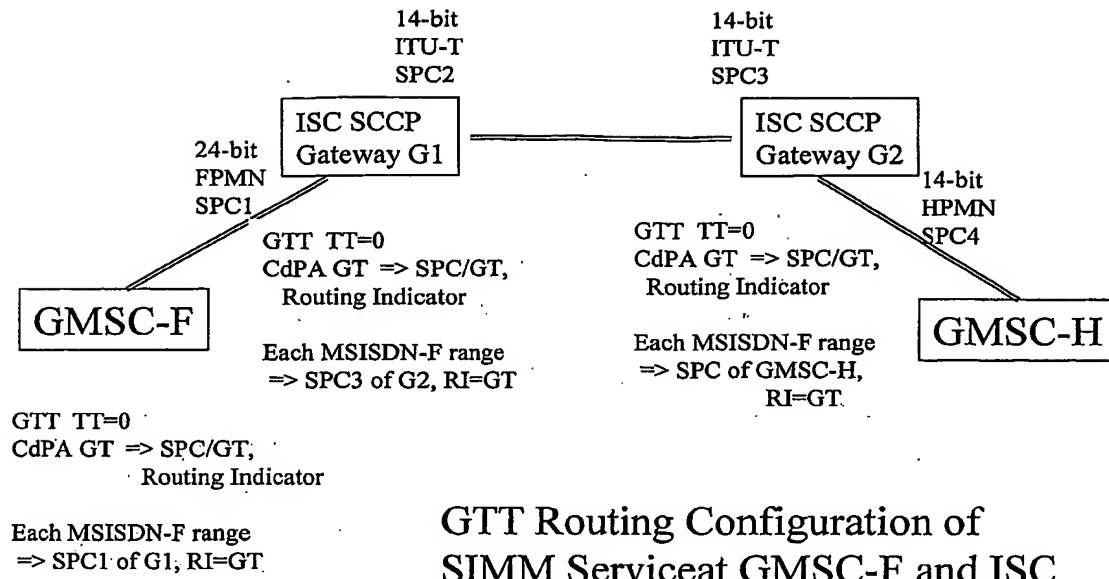 14-bit
ITU-T
SPC2
14-bit
ITU-T
SPC3
ISC SCCP
Gateway G1
ISC SCCP
Gateway G2
24-bit
FPMN
SPC1
14-bit
HPMN
SPC4
GTT TT=0
CdPA GT => SPC/GT,
Routing Indicator
GTT TT=0
CdPA GT => SPC/GT,
Routing Indicator
GMSC-F
GMSC-H
Each MSISDN-F range
=> SPC3 of G2, RI=GT
Each MSISDN-F range
=> SPC of GMSC-H,
RI=GT
GTT TT=0
CdPA GT => SPC/GT,
Routing Indicator
Each MSISDN-F range
=> SPC1 of G1, RI=GT
GTT Routing Configuration of
SIMM Serviceat GMSC-F and ISC